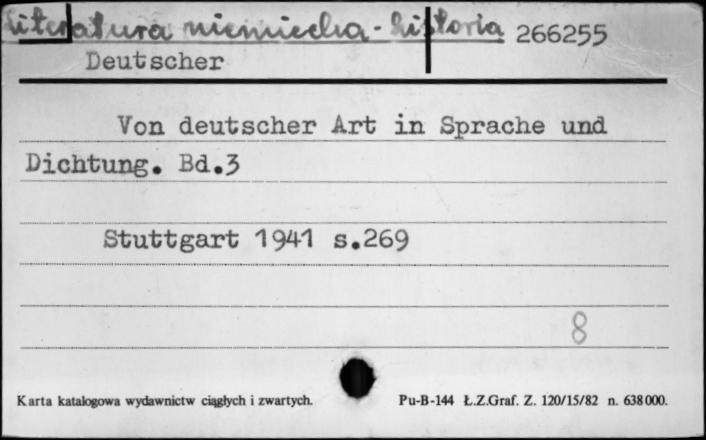 Literatura niemiecka - historia 266255
Deutscher
Von deutscher Art in Sprache und
Dichtung. Bd.3
Stuttgart 1941 s.269
8
Karta katalogowa wydawnictw ciągłych i zwartych. Pu-B-144 Ł.Z.Graf. Z. 120/15/82 n. 638000.